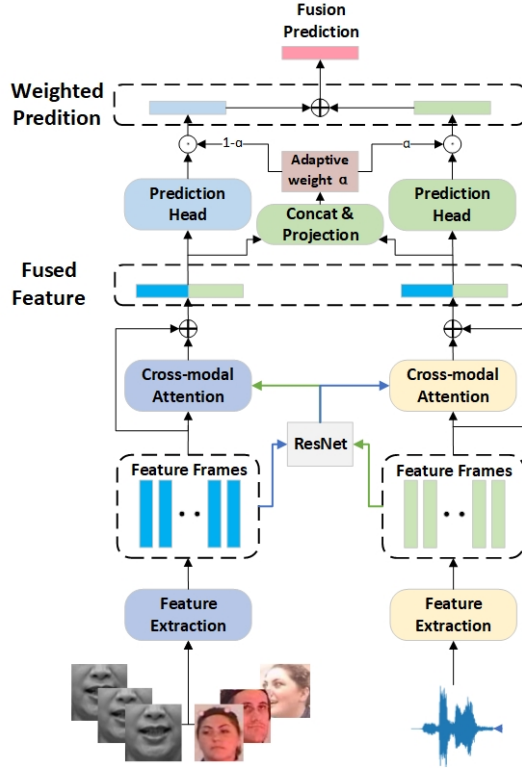 Fusion
Prediction
Weighted
Predition
1-α
Adaptive
weight α
α
Prediction
Head
Concat &
Projection
Prediction
Head
Fused
Feature
Cross-modal
Attention
Cross-modal
Attention
ResNet
Feature Frames
Feature Frames
Feature
Extraction
Feature
Extraction